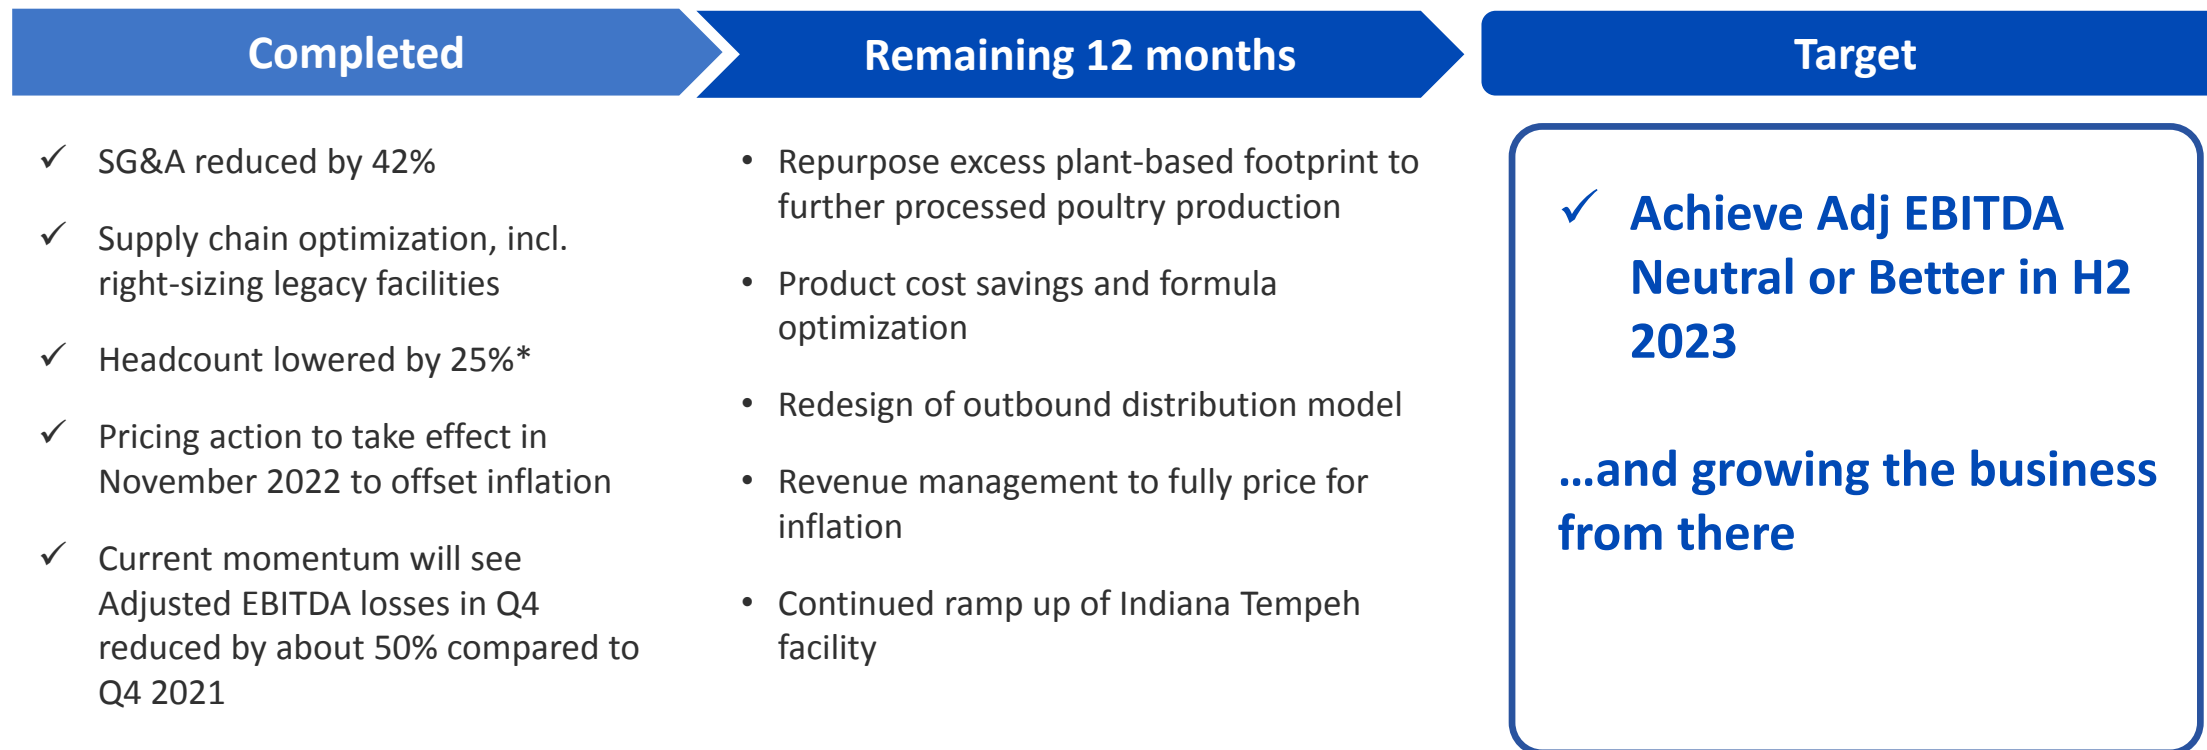 Completed
✓ SG&A reduced by 42%
✓ Supply chain optimization, incl.
right-sizing legacy facilities
✓ Headcount lowered by 25%*
✓ Pricing action to take effect in
November 2022 to offset inflation
✓ Current momentum will see
Adjusted EBITDA losses in Q4
reduced by about 50% compared to
Q4 2021
Remaining 12 months
• Repurpose excess plant-based footprint to
further processed poultry production
• Product cost savings and formula
optimization
• Redesign of outbound distribution model
• Revenue management to fully price for
inflation
• Continued ramp up of Indiana Tempeh
facility
Target
✓ Achieve Adj EBITDA
Neutral or Better in H2
2023
...and growing the business
from there